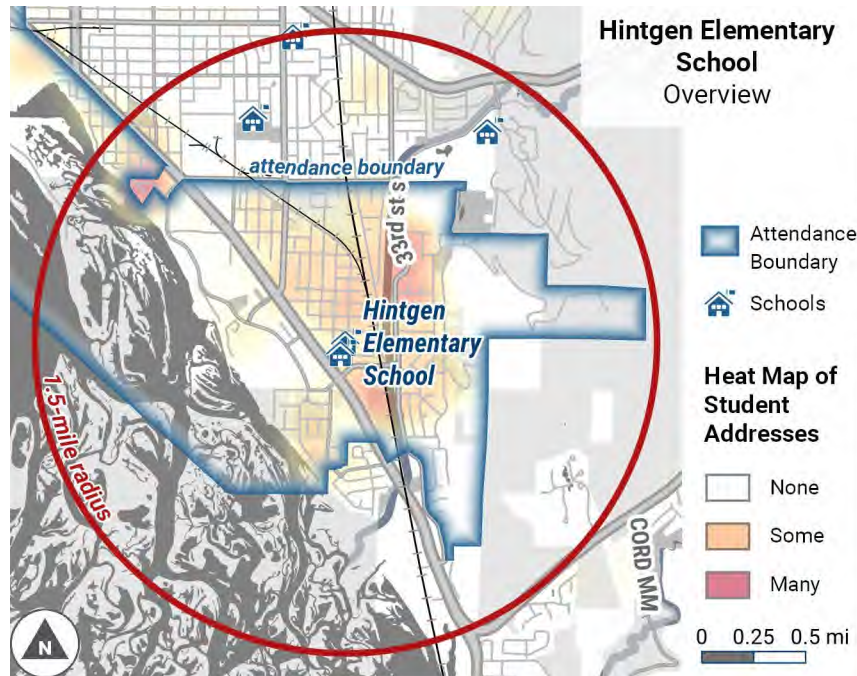 Hintgen Elementary
School
Overview
attendance boundary
33rd st s
Hintgen
Elementary
School
1.5-mile radius
CORD MM
N
Attendance
Boundary
Schools
Heat Map of
Student
Addresses
None
Some
Many
0 0.25 0.5 mi